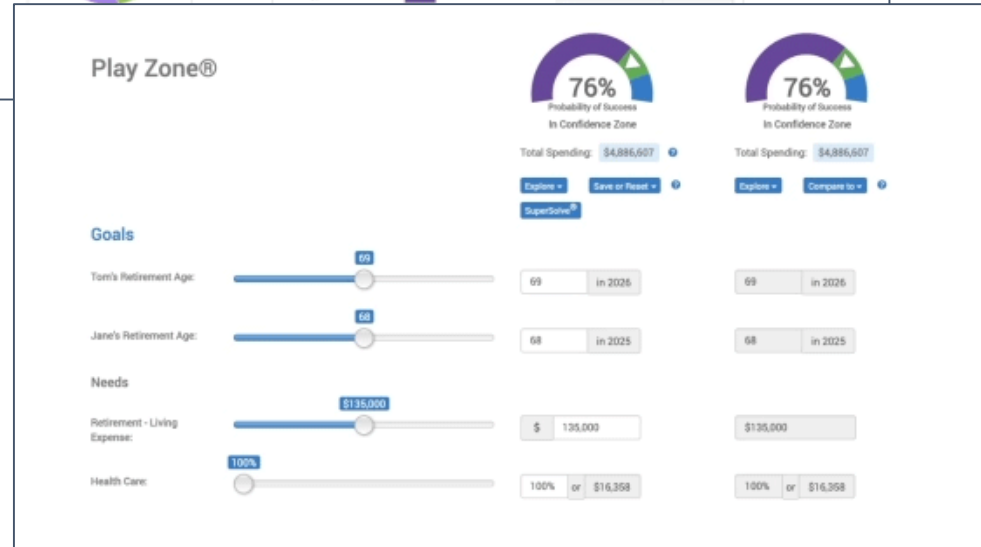 Play Zone®
76%
Probability of Success
In Confidence Zone
Total Spending: $4,886,607
Explore
Save or Reset
SuperSolve®
76%
Probability of Success
In Confidence Zone
Total Spending: $4,886,607
Explore
Compare to
Goals
69
Tom's Retirement Age:
69 in 2026
69 in 2026
68
Jane's Retirement Age:
68 in 2025
68 in 2025
Needs
$135,000
Retirement - Living
Expense:
$ 135,000
$135,000
100%
Health Care:
100% or $16,358
100% or $16,358